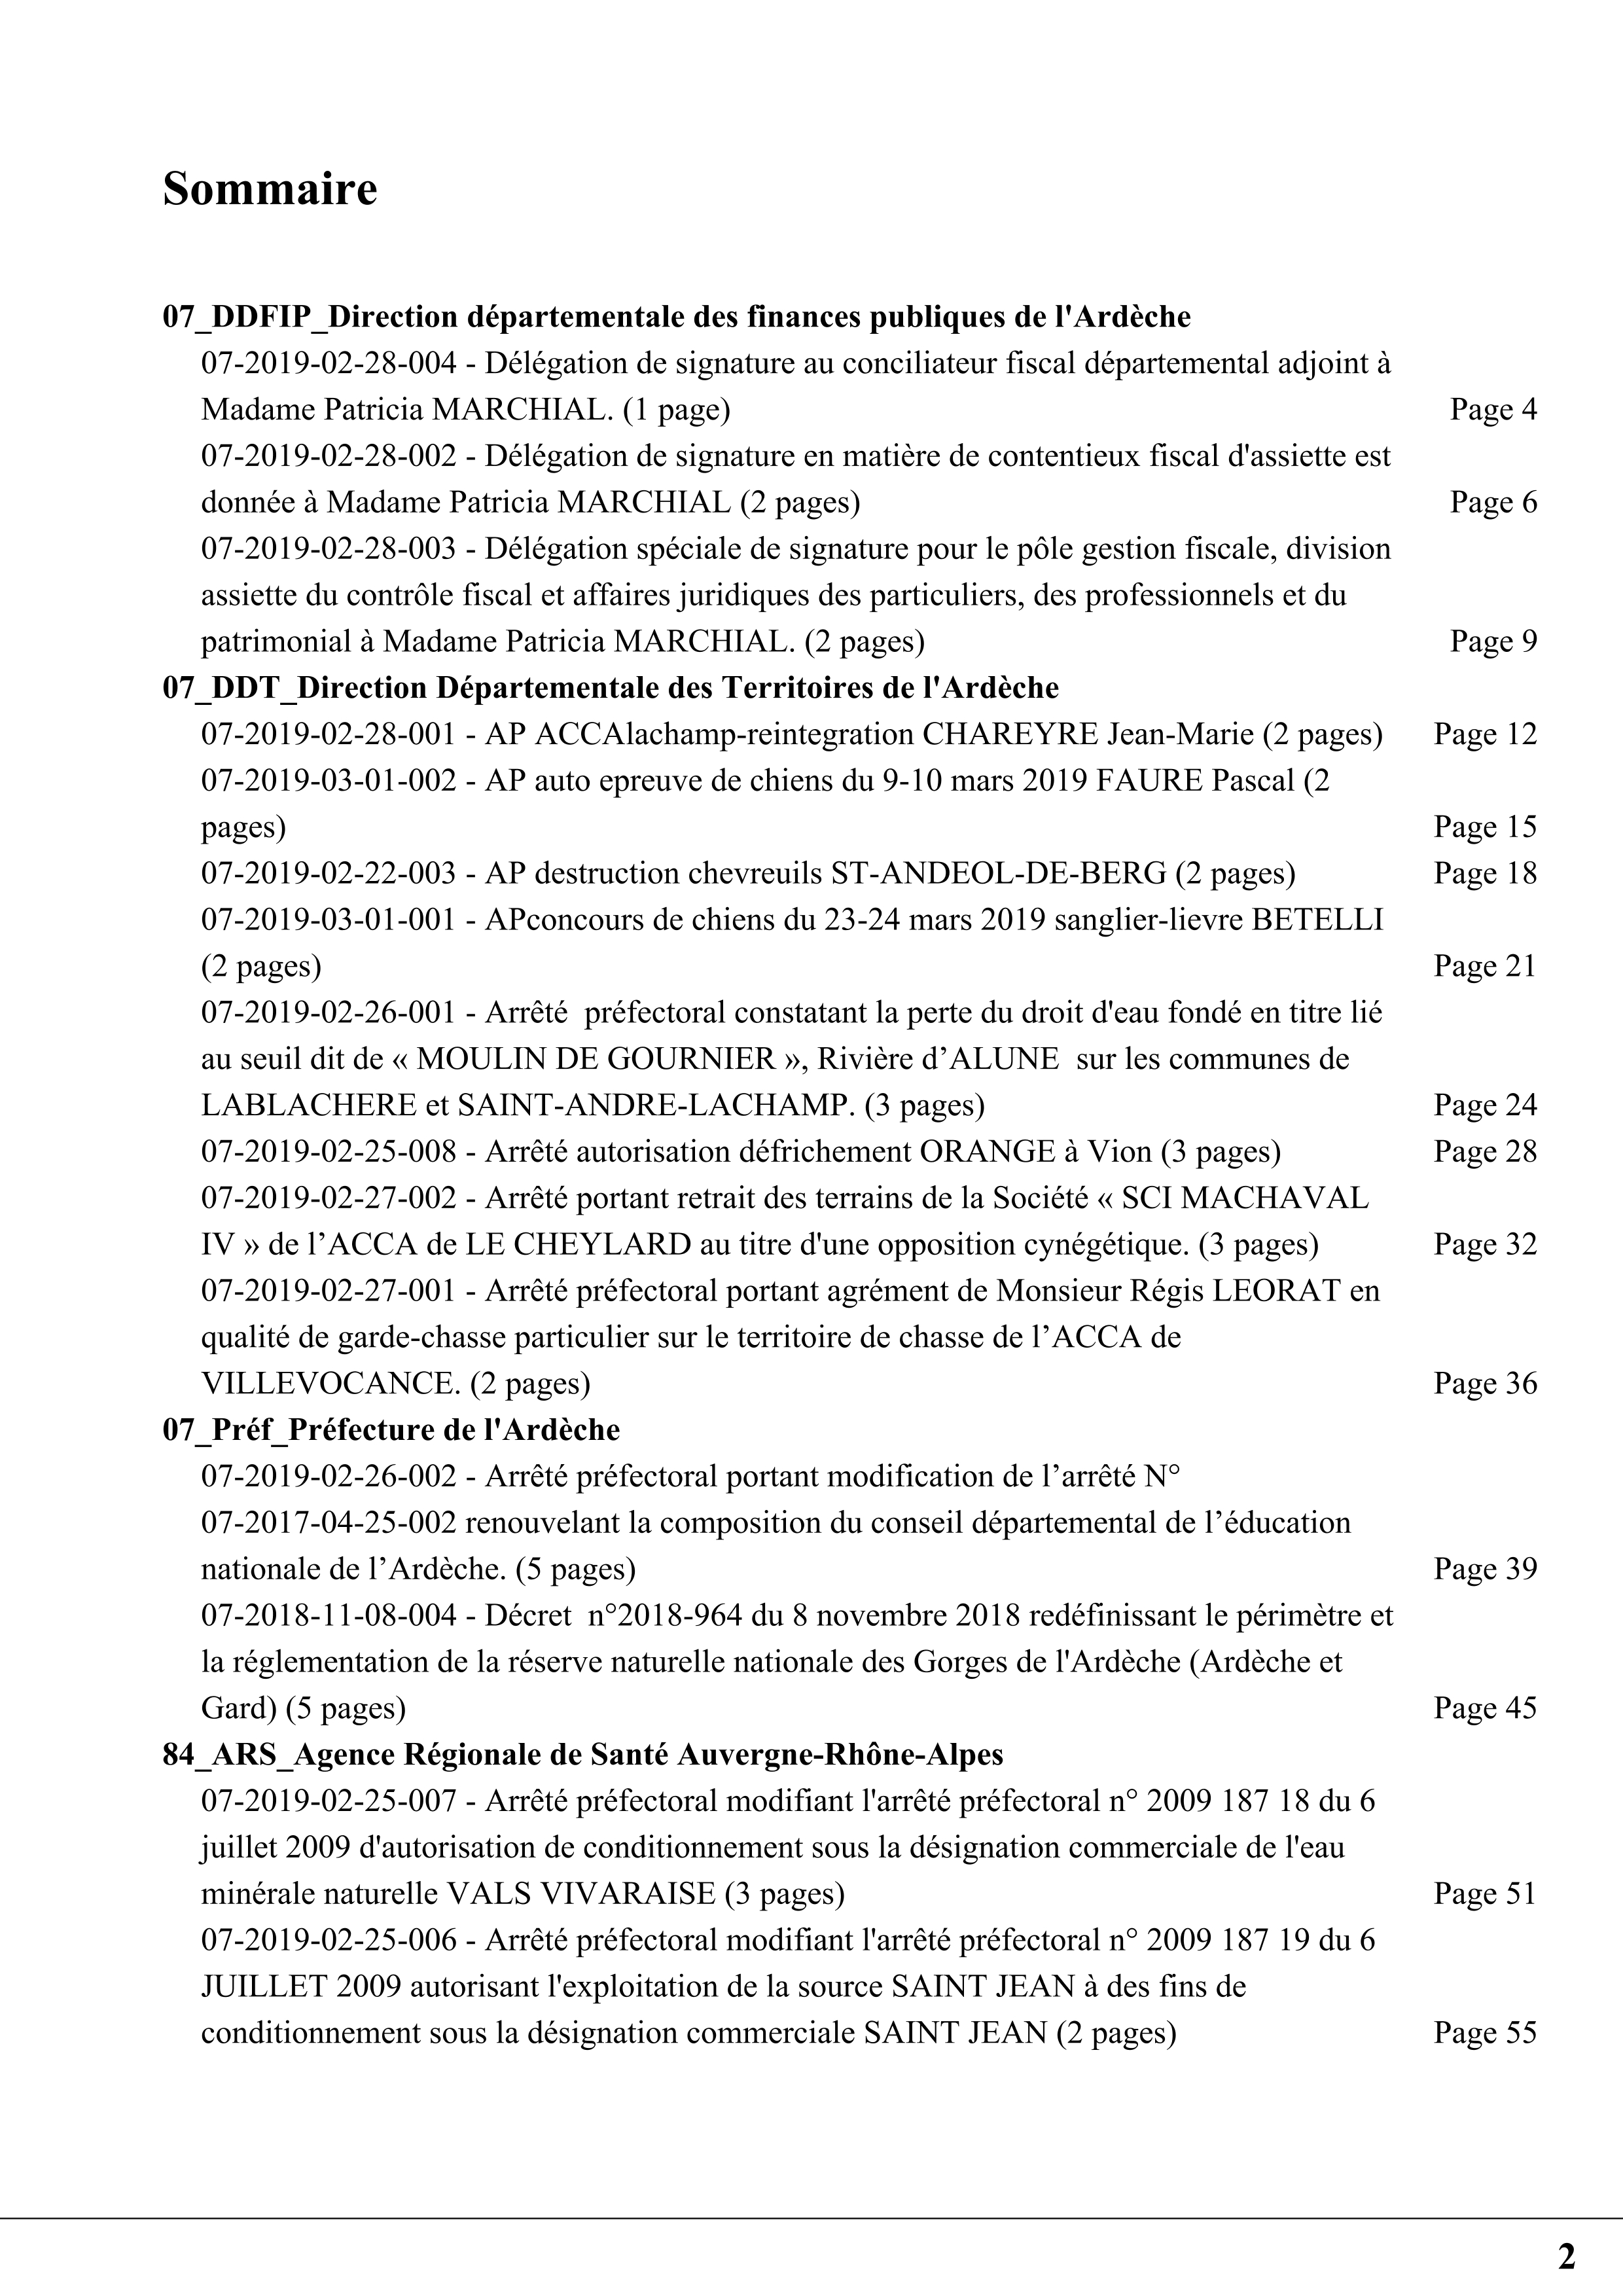 Sommaire
07_DDFIP_Direction départementale des finances publiques de l'Ardèche
07-2019-02-28-004 - Délégation de signature au conciliateur fiscal départemental adjoint à
Madame Patricia MARCHIAL. (1 page) Page 4
07-2019-02-28-002 - Délégation de signature en matière de contentieux fiscal d'assiette est
donnée à Madame Patricia MARCHIAL (2 pages) Page 6
07-2019-02-28-003 - Délégation spéciale de signature pour le pôle gestion fiscale, division
assiette du contrôle fiscal et affaires juridiques des particuliers, des professionnels et du
patrimonial à Madame Patricia MARCHIAL. (2 pages) Page 9
07_DDT_Direction Départementale des Territoires de l'Ardèche
07-2019-02-28-001 - AP ACCAlachamp-reintegration CHAREYRE Jean-Marie (2 pages) Page 12
07-2019-03-01-002 - AP auto epreuve de chiens du 9-10 mars 2019 FAURE Pascal (2
pages) Page 15
07-2019-02-22-003 - AP destruction chevreuils ST-ANDEOL-DE-BERG (2 pages) Page 18
07-2019-03-01-001 - APconcours de chiens du 23-24 mars 2019 sanglier-lievre BETELLI
(2 pages) Page 21
07-2019-02-26-001 - Arrêté  préfectoral constatant la perte du droit d'eau fondé en titre lié
au seuil dit de « MOULIN DE GOURNIER », Rivière d’ALUNE  sur les communes de
LABLACHERE et SAINT-ANDRE-LACHAMP. (3 pages) Page 24
07-2019-02-25-008 - Arrêté autorisation défrichement ORANGE à Vion (3 pages) Page 28
07-2019-02-27-002 - Arrêté portant retrait des terrains de la Société « SCI MACHAVAL
IV » de l’ACCA de LE CHEYLARD au titre d'une opposition cynégétique. (3 pages) Page 32
07-2019-02-27-001 - Arrêté préfectoral portant agrément de Monsieur Régis LEORAT en
qualité de garde-chasse particulier sur le territoire de chasse de l’ACCA de
VILLEVOCANCE. (2 pages) Page 36
07_Préf_Préfecture de l'Ardèche
07-2019-02-26-002 - Arrêté préfectoral portant modification de l’arrêté N°
07-2017-04-25-002 renouvelant la composition du conseil départemental de l’éducation
nationale de l’Ardèche. (5 pages) Page 39
07-2018-11-08-004 - Décret  n°2018-964 du 8 novembre 2018 redéfinissant le périmètre et
la réglementation de la réserve naturelle nationale des Gorges de l'Ardèche (Ardèche et
Gard) (5 pages) Page 45
84_ARS_Agence Régionale de Santé Auvergne-Rhône-Alpes
07-2019-02-25-007 - Arrêté préfectoral modifiant l'arrêté préfectoral n° 2009 187 18 du 6
juillet 2009 d'autorisation de conditionnement sous la désignation commerciale de l'eau
minérale naturelle VALS VIVARAISE (3 pages) Page 51
07-2019-02-25-006 - Arrêté préfectoral modifiant l'arrêté préfectoral n° 2009 187 19 du 6
JUILLET 2009 autorisant l'exploitation de la source SAINT JEAN à des fins de
conditionnement sous la désignation commerciale SAINT JEAN (2 pages) Page 55
2